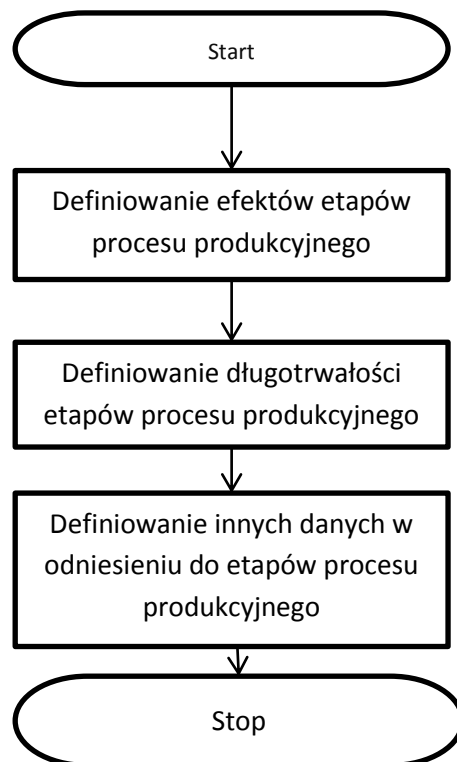 Start
Definiowanie efektów etapów
procesu produkcyjnego
Definiowanie długotrwałości
etapów procesu produkcyjnego
Definiowanie innych danych w
odniesieniu do etapów procesu
produkcyjnego
Stop